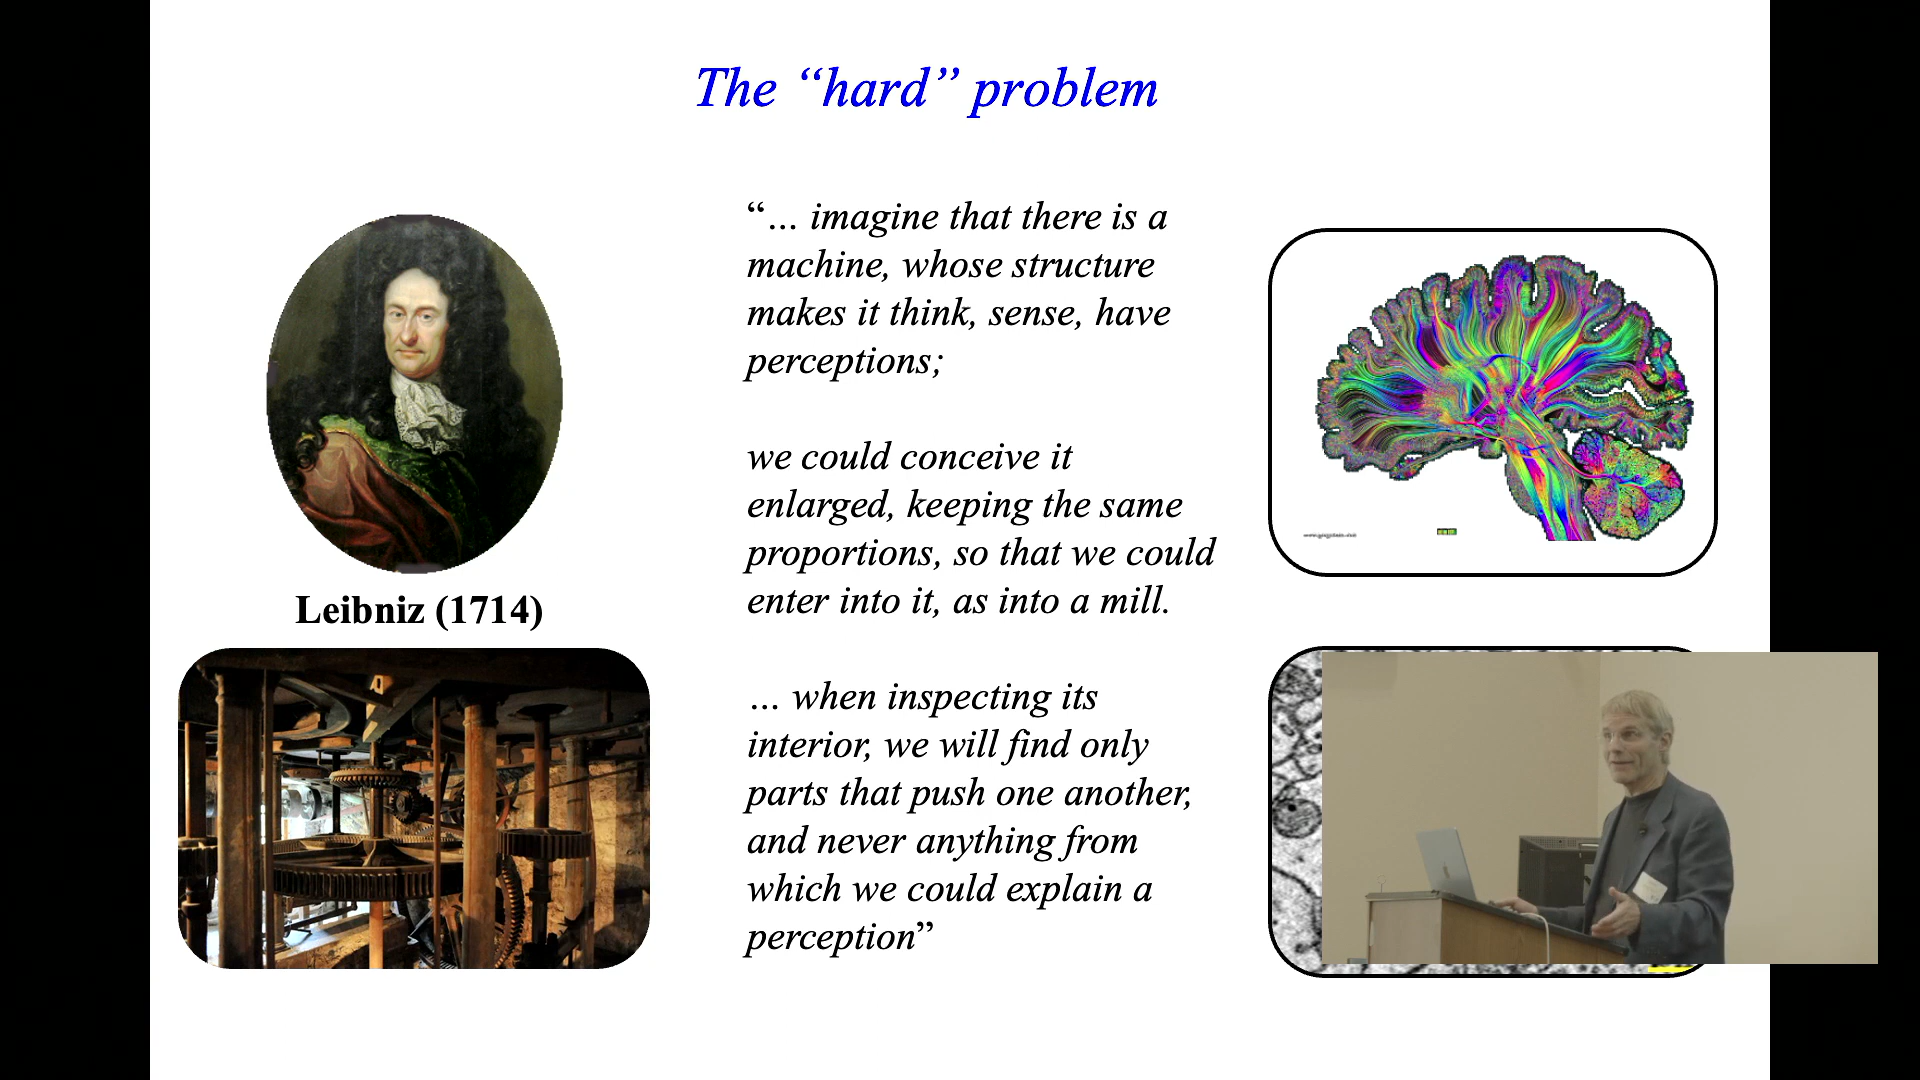 The “hard” problem
“… imagine that there is a
machine, whose structure
makes it think, sense, have
perceptions;
we could conceive it
enlarged, keeping the same
proportions, so that we could
enter into it, as into a mill.
… when inspecting its
interior, we will find only
parts that push one another,
and never anything from
which we could explain a
perception”
Leibniz (1714)